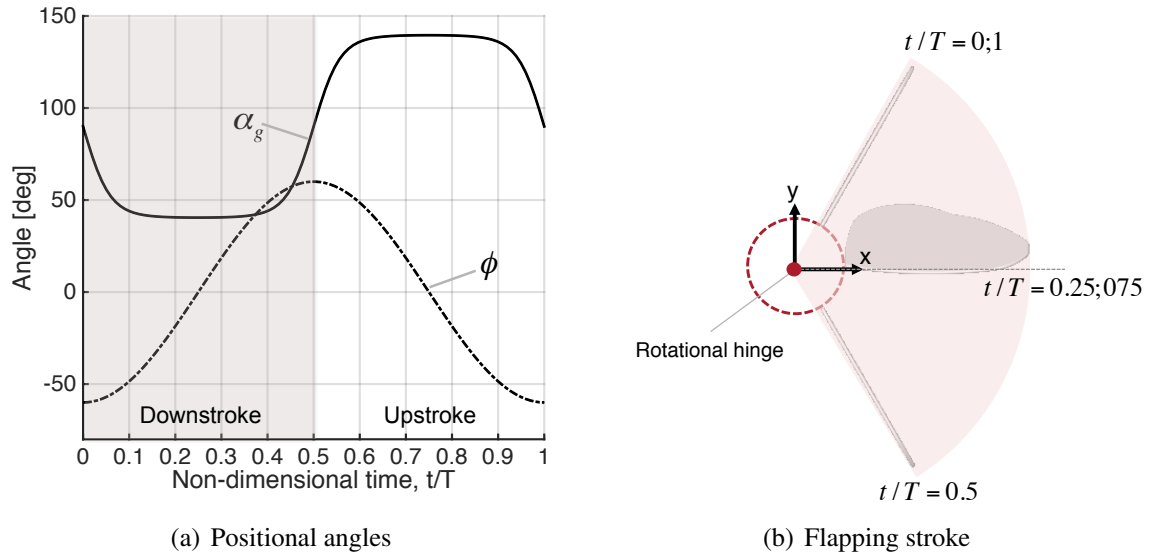 150
100
50
0
-50
Angle [deg]
α_g
ϕ
Downstroke
Upstroke
0 0.1 0.2 0.3 0.4 0.5 0.6 0.7 0.8 0.9 1
Non-dimensional time, t/T
(a) Positional angles
t/T = 0;1
y
x
t/T = 0.25;075
Rotational hinge
t/T = 0.5
(b) Flapping stroke